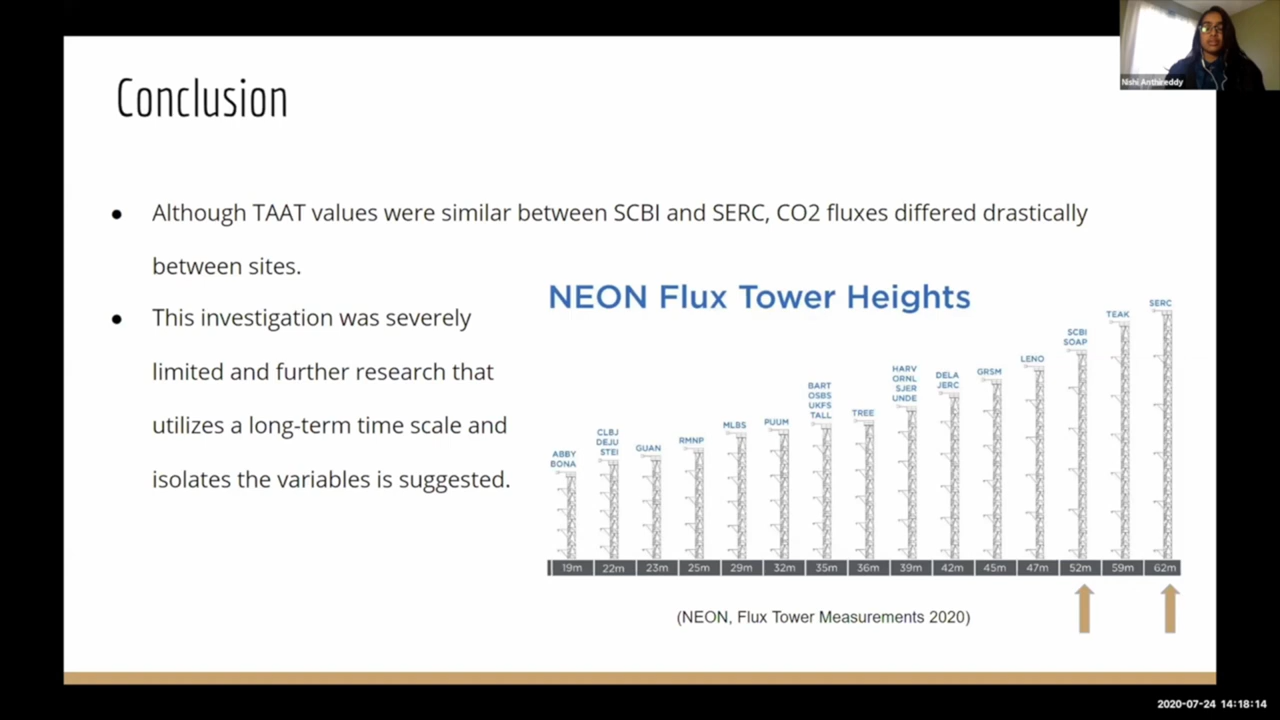 Nishi Anthireddy
Conclusion
● Although TAAT values were similar between SCBI and SERC, CO2 fluxes differed drastically
between sites.
● This investigation was severely
limited and further research that
utilizes a long-term time scale and
isolates the variables is suggested.
NEON Flux Tower Heights
ABBY
BONA
CLBJ
DEJU
STEI
GUAN
RMNP
MLBS
PUUM
BART
OSBS
UKFS
TALL
TREE
HARV
ORNL
SJER
UNDE
DELA
JERC
GRSM
LENO
SCBI
SOAP
TEAK
SERC
19m 22m 23m 25m 29m 32m 35m 36m 39m 42m 45m 47m 52m 59m 62m
(NEON, Flux Tower Measurements 2020)
2020-07-24 14:18:14